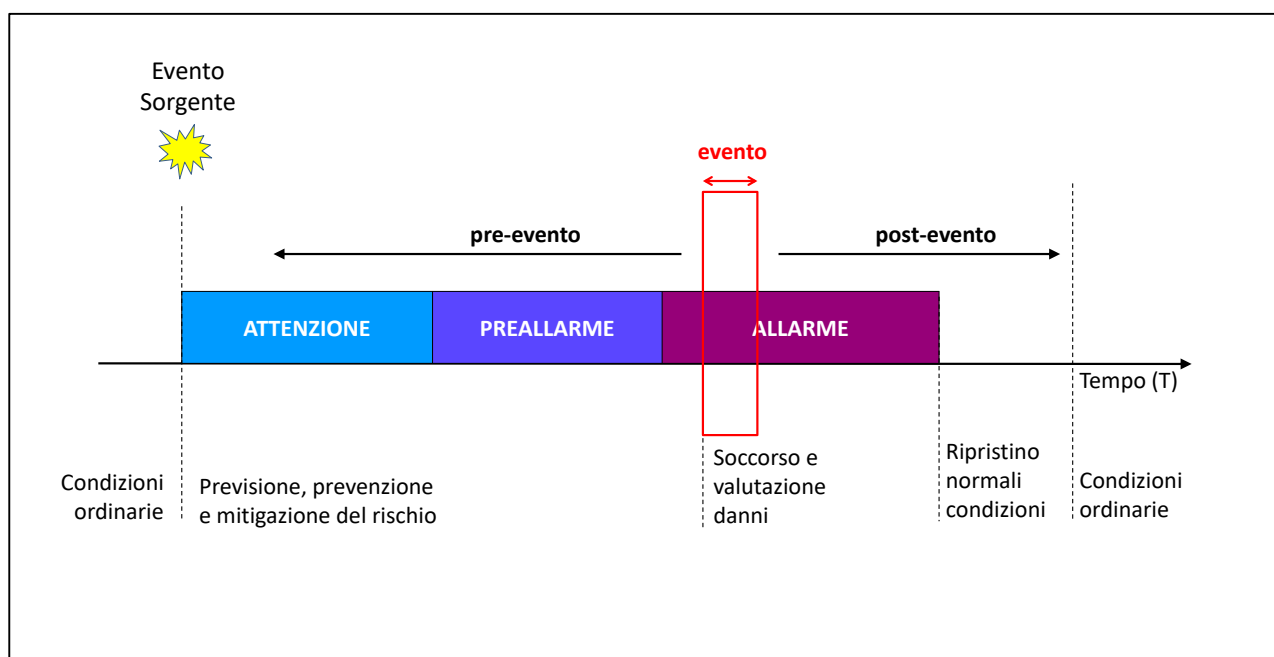 Evento
Sorgente
evento
pre-evento
post-evento
ATTENZIONE
PREALLARME
ALLARME
Tempo (T)
Condizioni
ordinarie
Previsione, prevenzione
e mitigazione del rischio
Soccorso e
valutazione
danni
Ripristino
normali
condizioni
Condizioni
ordinarie